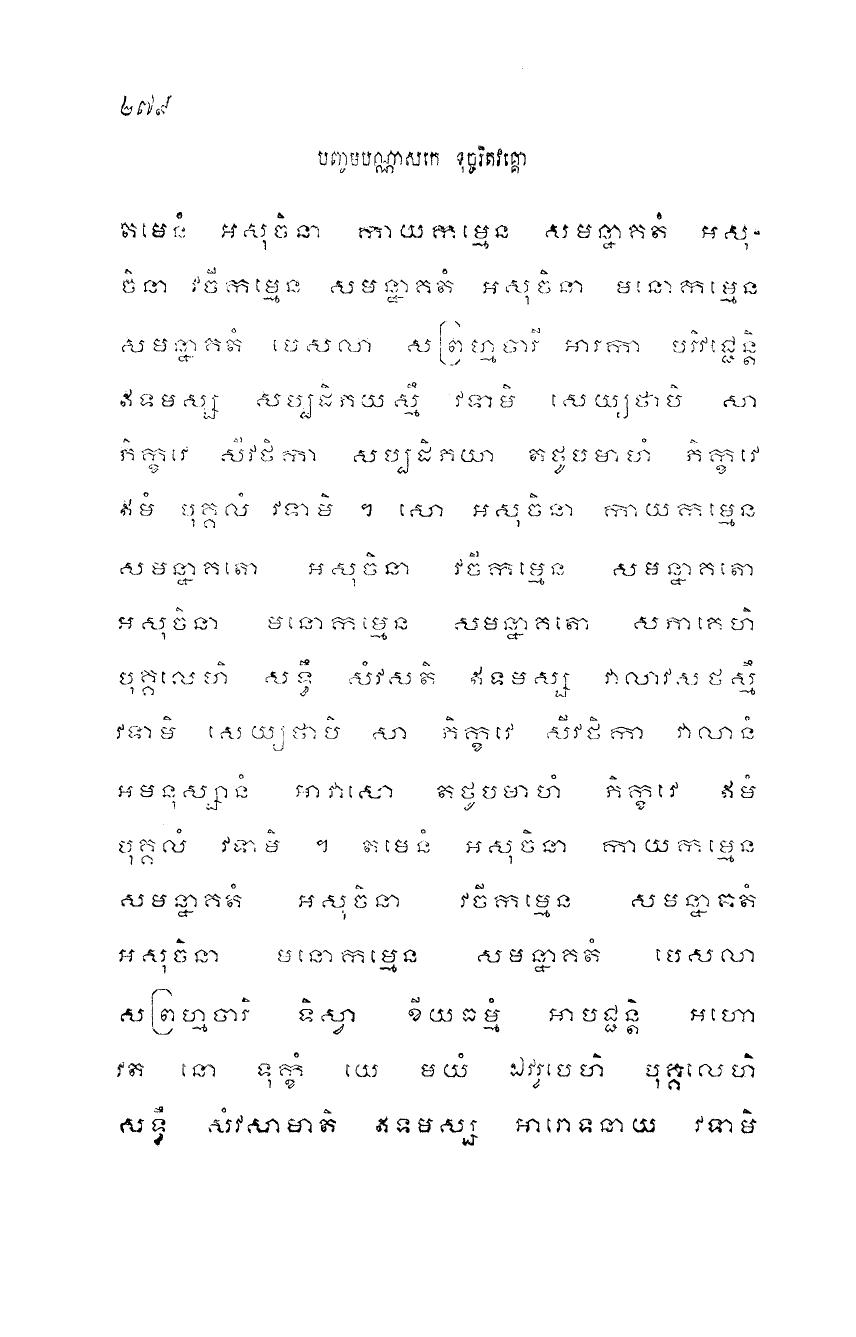 ២៧៩
បញ្ចមបណ្ណាសកេ ទុច្ចរិតវគ្គោ
តមេនំ អសុចិនា កាយកម្មេន សមន្នាគតំ អសុ-
ចិនា វចីកម្មេន សមន្នាគតំ អសុចិនា មនោកម្មេន
សមន្នាគតំ បេសលា សព្រហ្មចារី អារកា បរិវជ្ជេន្តិ
ឥទមស្ស សប្បដិភយស្មឹ វទាមិ សេយ្យថាបិ សា
ភិក្ខវេ សីវថិកា សប្បដិភយា តថូបមាហំ ភិក្ខវេ
ឥមំ បុគ្គលំ វទាមិ ។ សោ អសុចិនា កាយកម្មេន
សមន្នាគតោ អសុចិនា វចីកម្មេន សមន្នាគតោ
អសុចិនា មនោកម្មេន សមន្នាគតោ សភាគេហិ
បុគ្គលេហិ សទ្ធឹ សំវសតិ ឥទមស្ស វាលាវសថស្មឹ
វទាមិ សេយ្យថាបិ សា ភិក្ខវេ សីវថិកា វាលានំ
អមនុស្សានំ អាវាសោ តថូបមាហំ ភិក្ខវេ ឥមំ
បុគ្គលំ វទាមិ ។ តមេនំ អសុចិនា កាយកម្មេន
សមន្នាគតំ អសុចិនា វចីកម្មេន សមន្នាគតំ
អសុចិនា មនោកម្មេន សមន្នាគតំ បេសលា
សព្រហ្មចារិ ទិស្វា ខីយធម្មំ អាបជ្ជន្តិ អហោ
វត នោ ទុក្ខំ យេ មយំ ឯវរូបេហិ បុគ្គលេហិ
សទ្ធឹ សំវសាមាតិ ឥទមស្ស អារោទនាយ វទាមិ